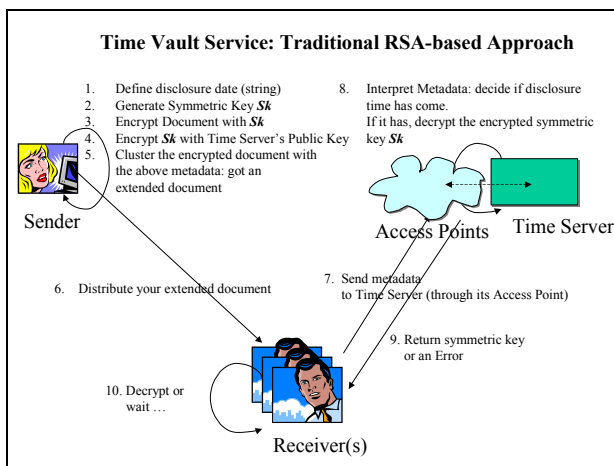 Time Vault Service: Traditional RSA-based Approach
1. Define disclosure date (string)
2. Generate Symmetric Key Sk
3. Encrypt Document with Sk
4. Encrypt Sk with Time Server's Public Key
5. Cluster the encrypted document with
the above metadata: got an
extended document
8. Interpret Metadata: decide if disclosure
time has come.
If it has, decrypt the encrypted symmetric
key Sk
Sender
Access Points
Time Server
6. Distribute your extended document
7. Send metadata
to Time Server (through its Access Point)
9. Return symmetric key
or an Error
10. Decrypt or
wait …
Receiver(s)